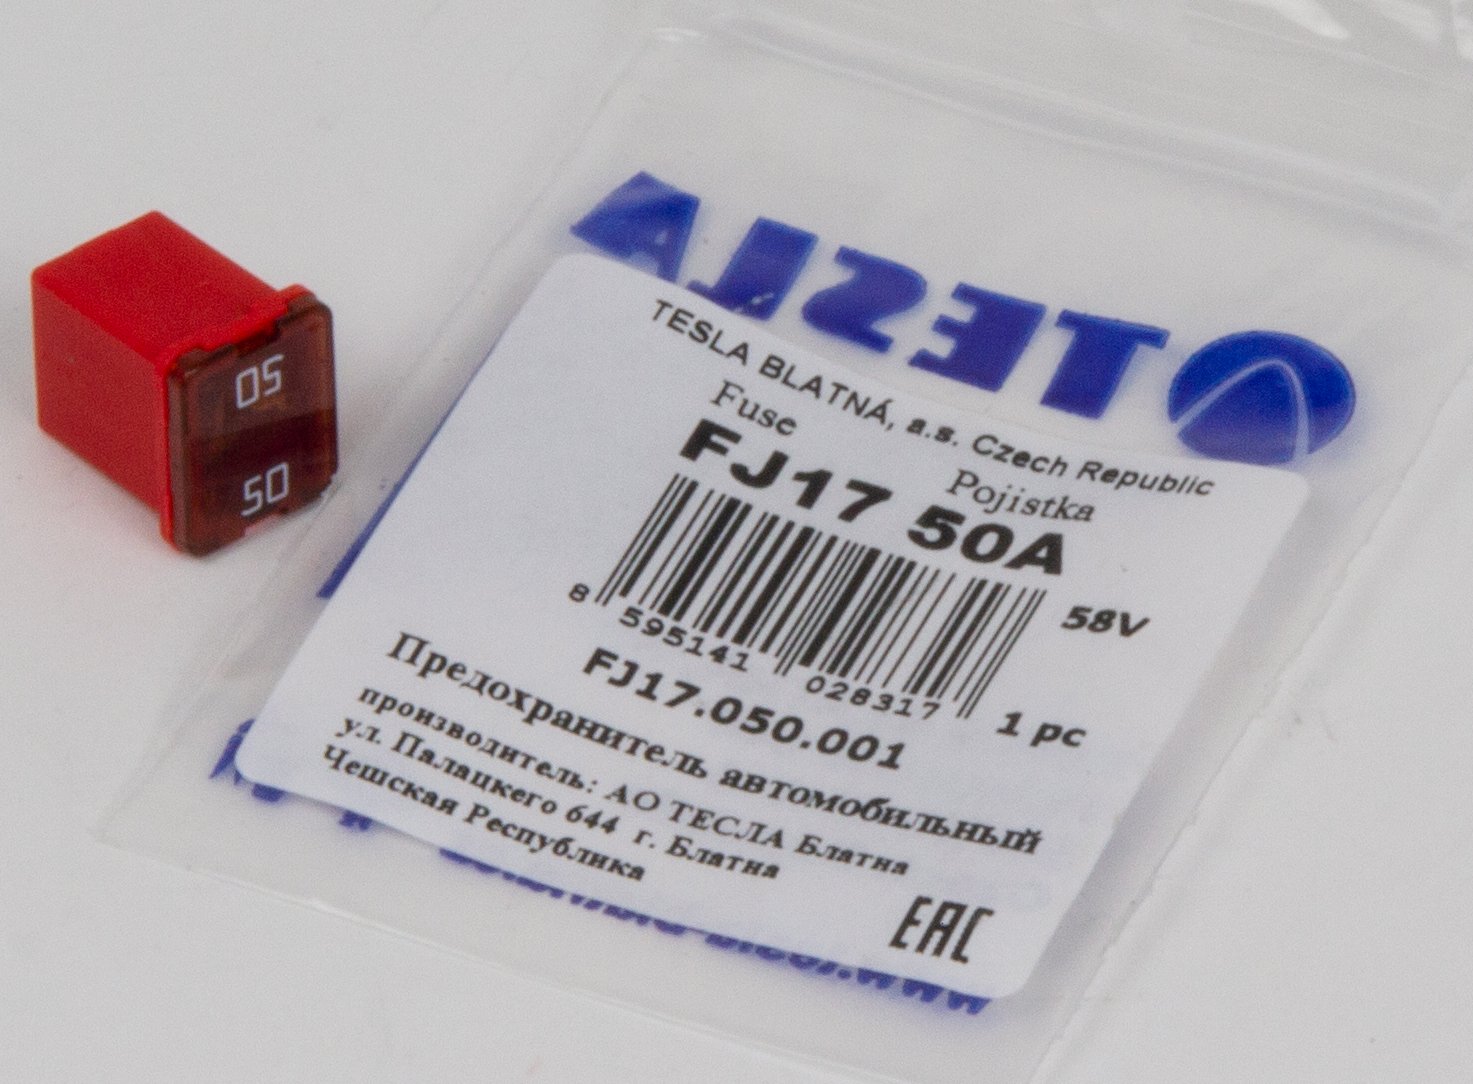 50
50
TESLA
TESLA BLATNÁ, a.s. Czech Republic
Fuse
Pojistka
FJ17 50A
58V
8 595141 028317
FJ17.050.001
1 pc
Предохранитель автомобильный
производитель: АО ТЕСЛА Блатна
ул. Палацкего 644 г. Блатна
Чешская Республика
EAC